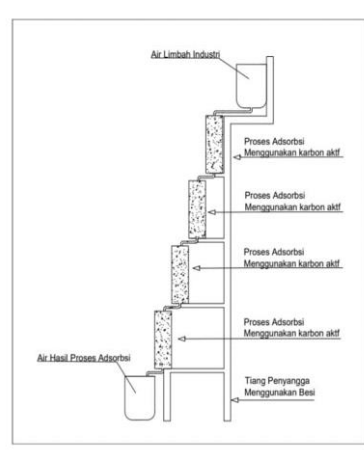 Air Limbah Industri
Proses Adsorbsi
Menggunakan karbon aktf
Proses Adsorbsi
Menggunakan karbon aktf
Proses Adsorbsi
Menggunakan karbon aktf
Proses Adsorbsi
Menggunakan karbon aktf
Air Hasil Proses Adsorbsi
Tiang Penyangga
Menggunakan Besi